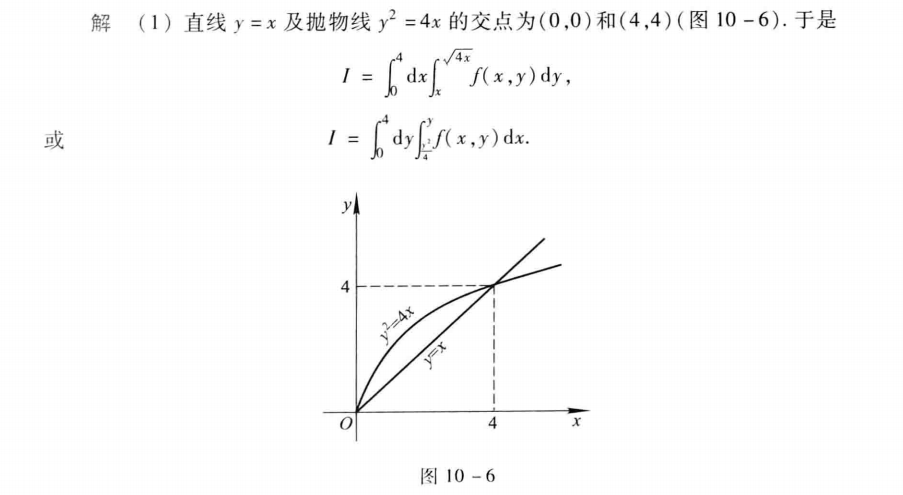 解 (1) 直线 y = x 及抛物线 y² = 4x 的交点为(0,0)和(4,4)(图 10-6). 于是
I = ∫₀⁴ dx ∫ₓ^√(4x) f(x,y)dy,
或 I = ∫₀⁴ dy ∫_(y²/4)^y f(x,y)dx.
y
4
y²=4x
y=x
O 4 x
图 10-6